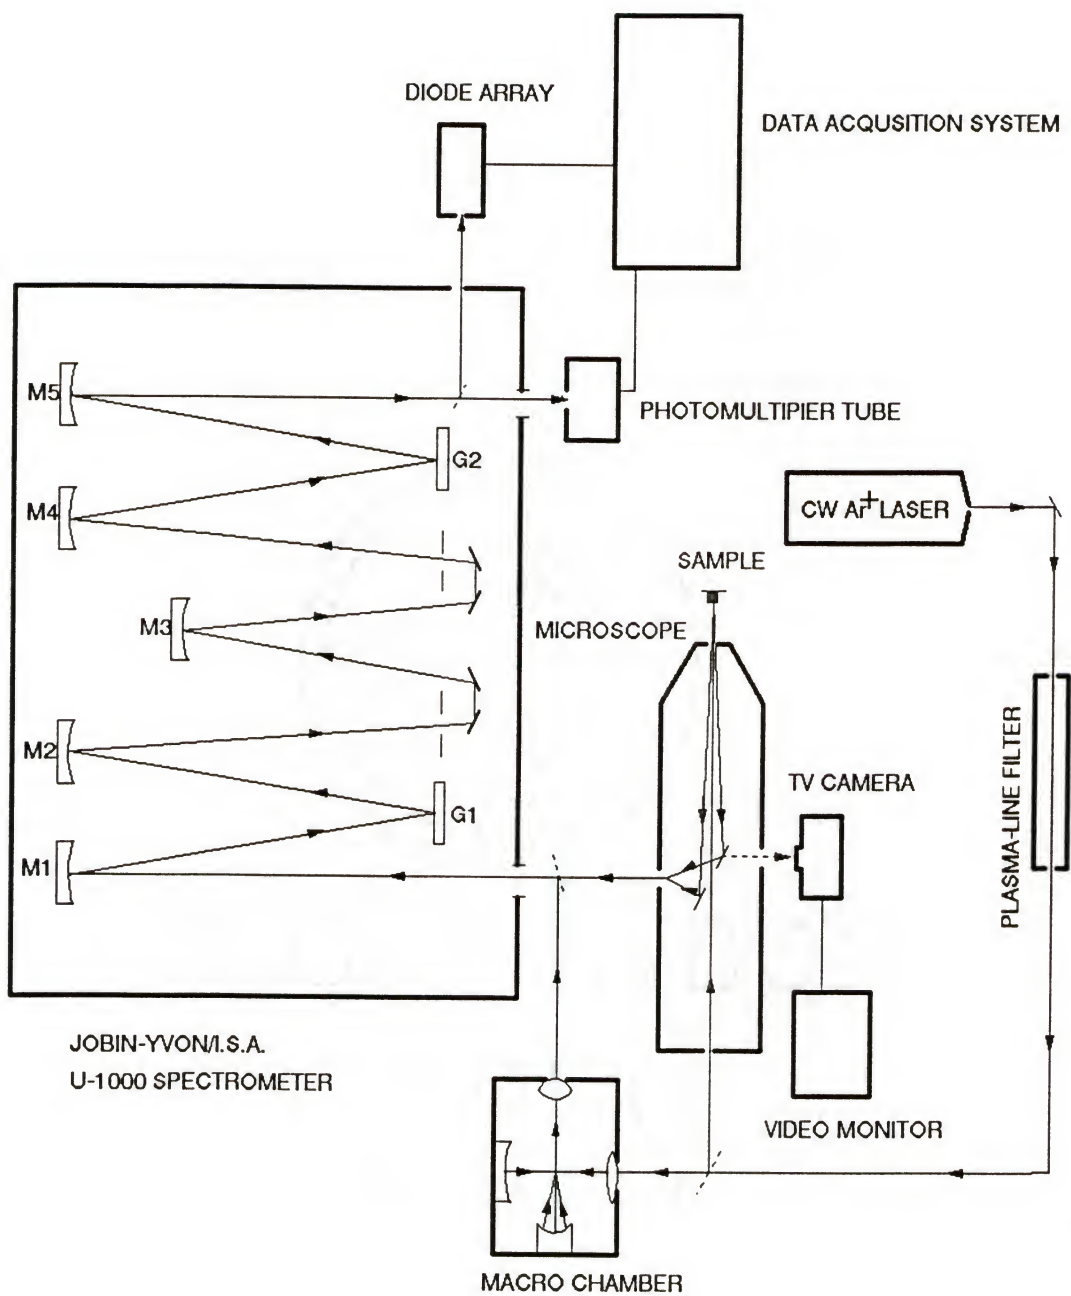 DIODE ARRAY
DATA ACQUSITION SYSTEM
M5
PHOTOMULTIPIER TUBE
G2
M4
CW Ar+ LASER
SAMPLE
M3
MICROSCOPE
PLASMA-LINE FILTER
M2
TV CAMERA
G1
M1
JOBIN-YVON/I.S.A.
U-1000 SPECTROMETER
VIDEO MONITOR
MACRO CHAMBER